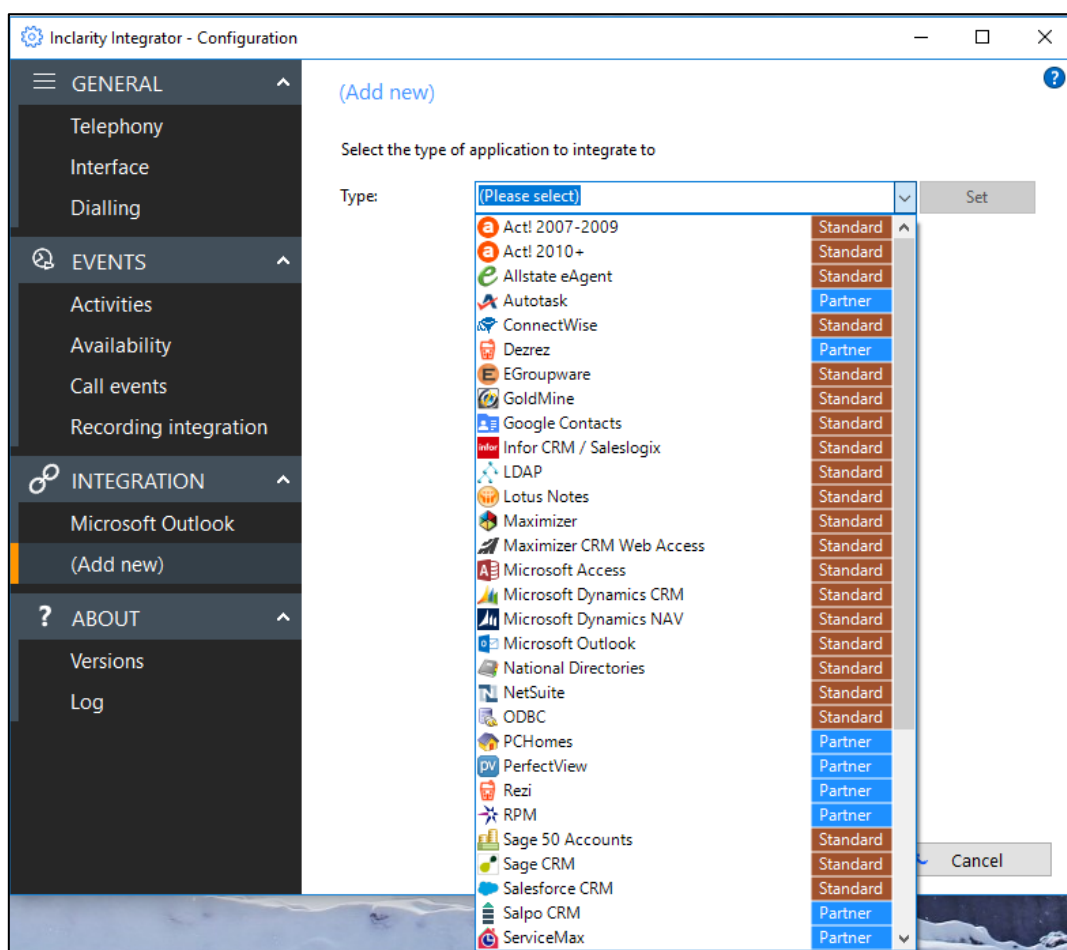 Inclarity Integrator - Configuration
GENERAL
Telephony
Interface
Dialling
EVENTS
Activities
Availability
Call events
Recording integration
INTEGRATION
Microsoft Outlook
(Add new)
? ABOUT
Versions
Log
?
(Add new)
Select the type of application to integrate to
Type: (Please select) Set
a Act! 2007-2009 Standard
a Act! 2010+ Standard
e Allstate eAgent Standard
Autotask Partner
ConnectWise Standard
Dezrez Partner
E EGroupware Standard
GoldMine Standard
Google Contacts Standard
infor Infor CRM / Saleslogix Standard
LDAP Standard
Lotus Notes Standard
Maximizer Standard
Maximizer CRM Web Access Standard
A Microsoft Access Standard
Microsoft Dynamics CRM Standard
Microsoft Dynamics NAV Standard
o Microsoft Outlook Standard
National Directories Standard
N NetSuite Standard
ODBC Standard
PCHomes Partner
pv PerfectView Partner
Rezi Partner
RPM Partner
Sage 50 Accounts Standard
Sage CRM Standard
Salesforce CRM Standard
Salpo CRM Partner
ServiceMax Partner
Cancel